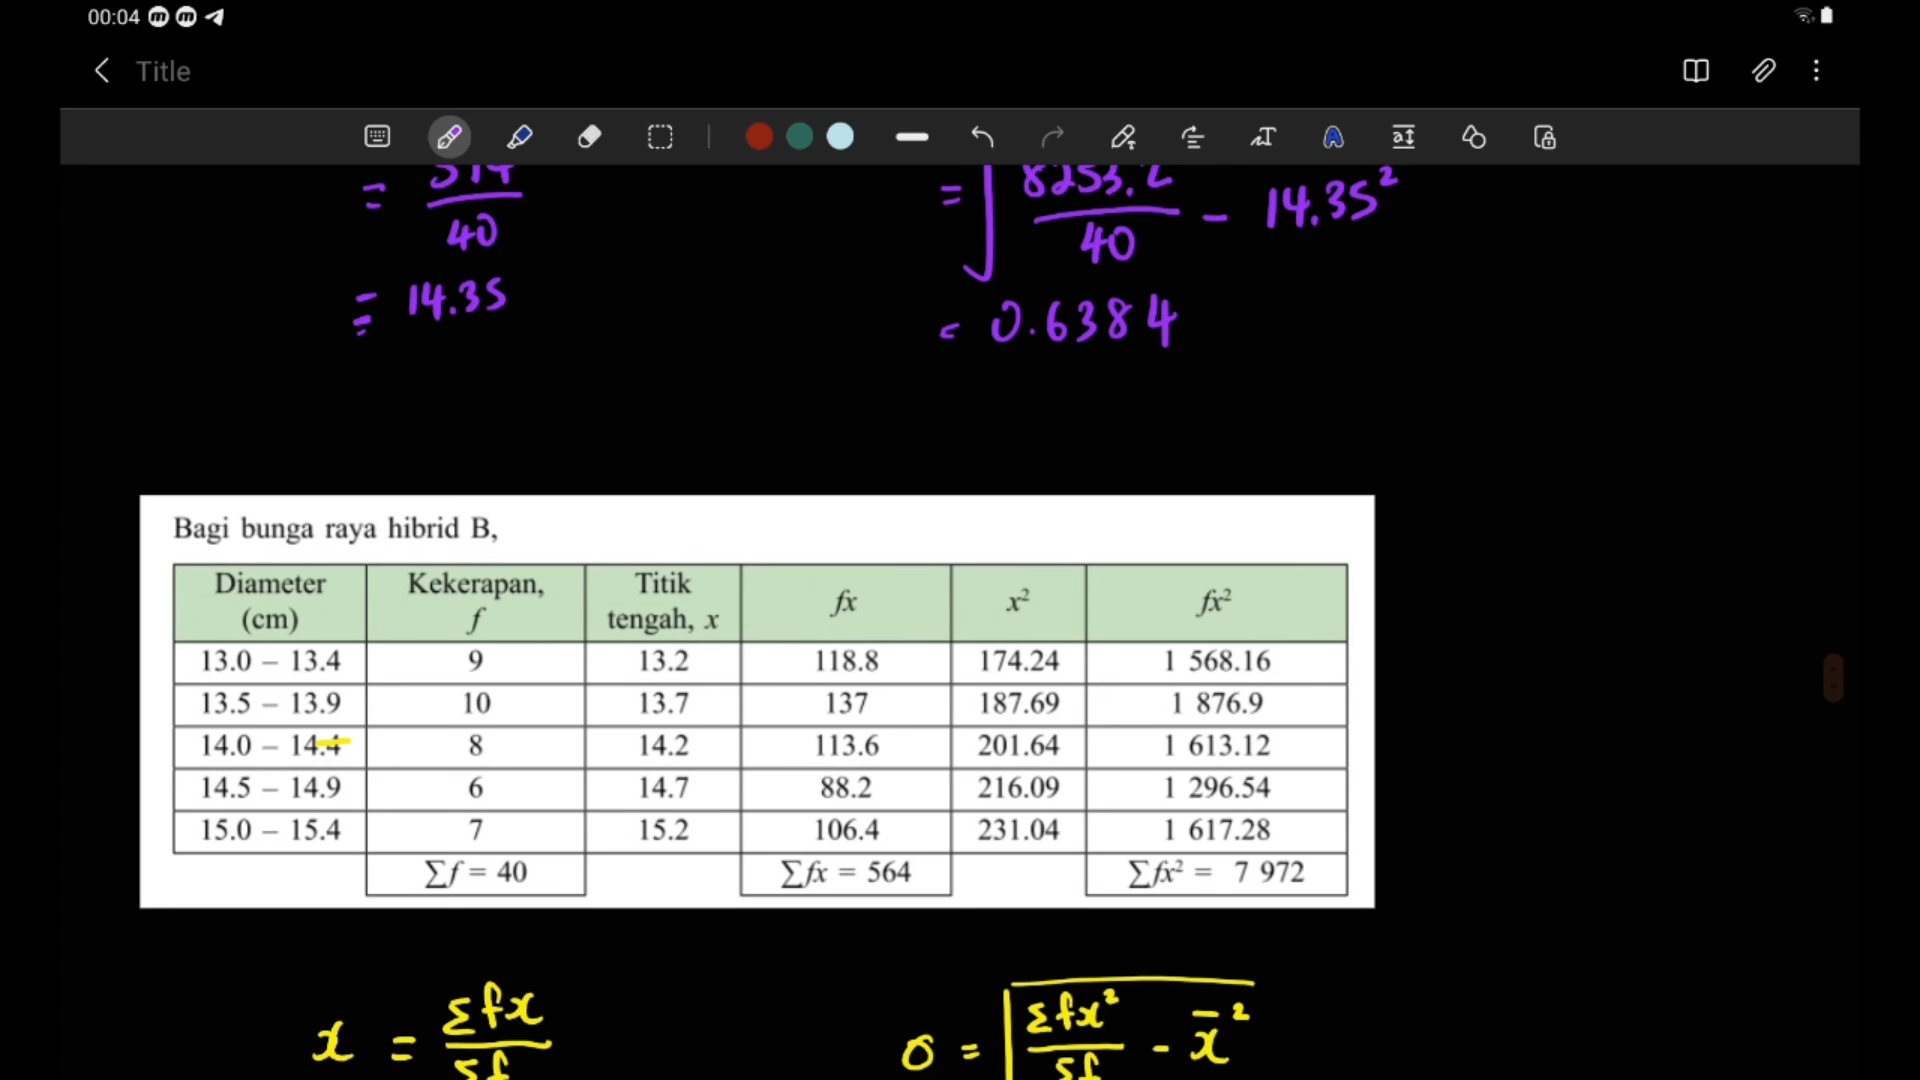 00:04
Title
= 574/40
= √ 8253.2/40 - 14.35²
= 14.35
= 0.6384
Bagi bunga raya hibrid B,
Diameter (cm) Kekerapan, f Titik tengah, x fx x² fx²
13.0 – 13.4 9 13.2 118.8 174.24 1 568.16
13.5 – 13.9 10 13.7 137 187.69 1 876.9
14.0 – 14.4 8 14.2 113.6 201.64 1 613.12
14.5 – 14.9 6 14.7 88.2 216.09 1 296.54
15.0 – 15.4 7 15.2 106.4 231.04 1 617.28
∑f = 40 ∑fx = 564 ∑fx² = 7 972
x = Σfx/Σf
σ = √ Σfx²/Σf - x̄²